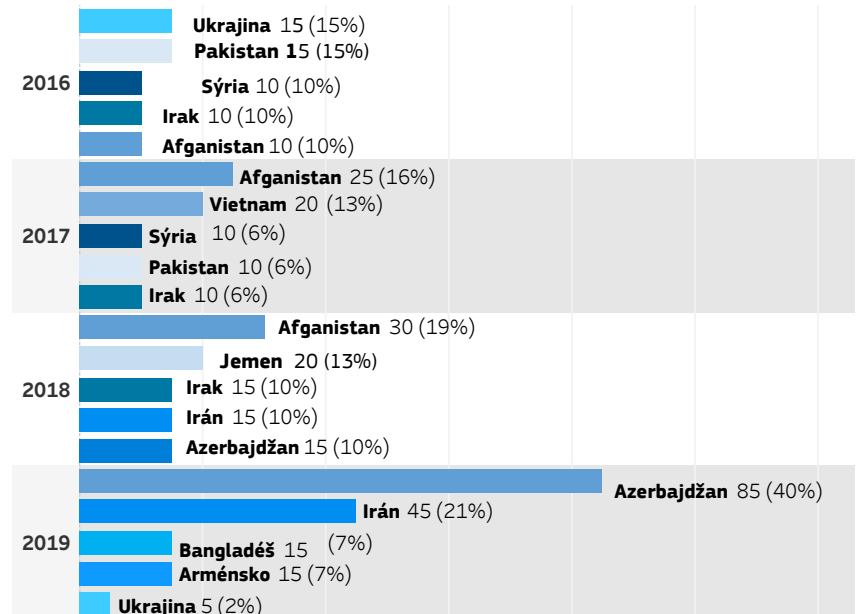 2016
Ukrajina 15 (15%)
Pakistan 15 (15%)
Sýria 10 (10%)
Irak 10 (10%)
Afganistan 10 (10%)
2017
Afganistan 25 (16%)
Vietnam 20 (13%)
Sýria 10 (6%)
Pakistan 10 (6%)
Irak 10 (6%)
2018
Afganistan 30 (19%)
Jemen 20 (13%)
Irak 15 (10%)
Irán 15 (10%)
Azerbajdžan 15 (10%)
2019
Azerbajdžan 85 (40%)
Irán 45 (21%)
Bangladéš 15 (7%)
Arménsko 15 (7%)
Ukrajina 5 (2%)